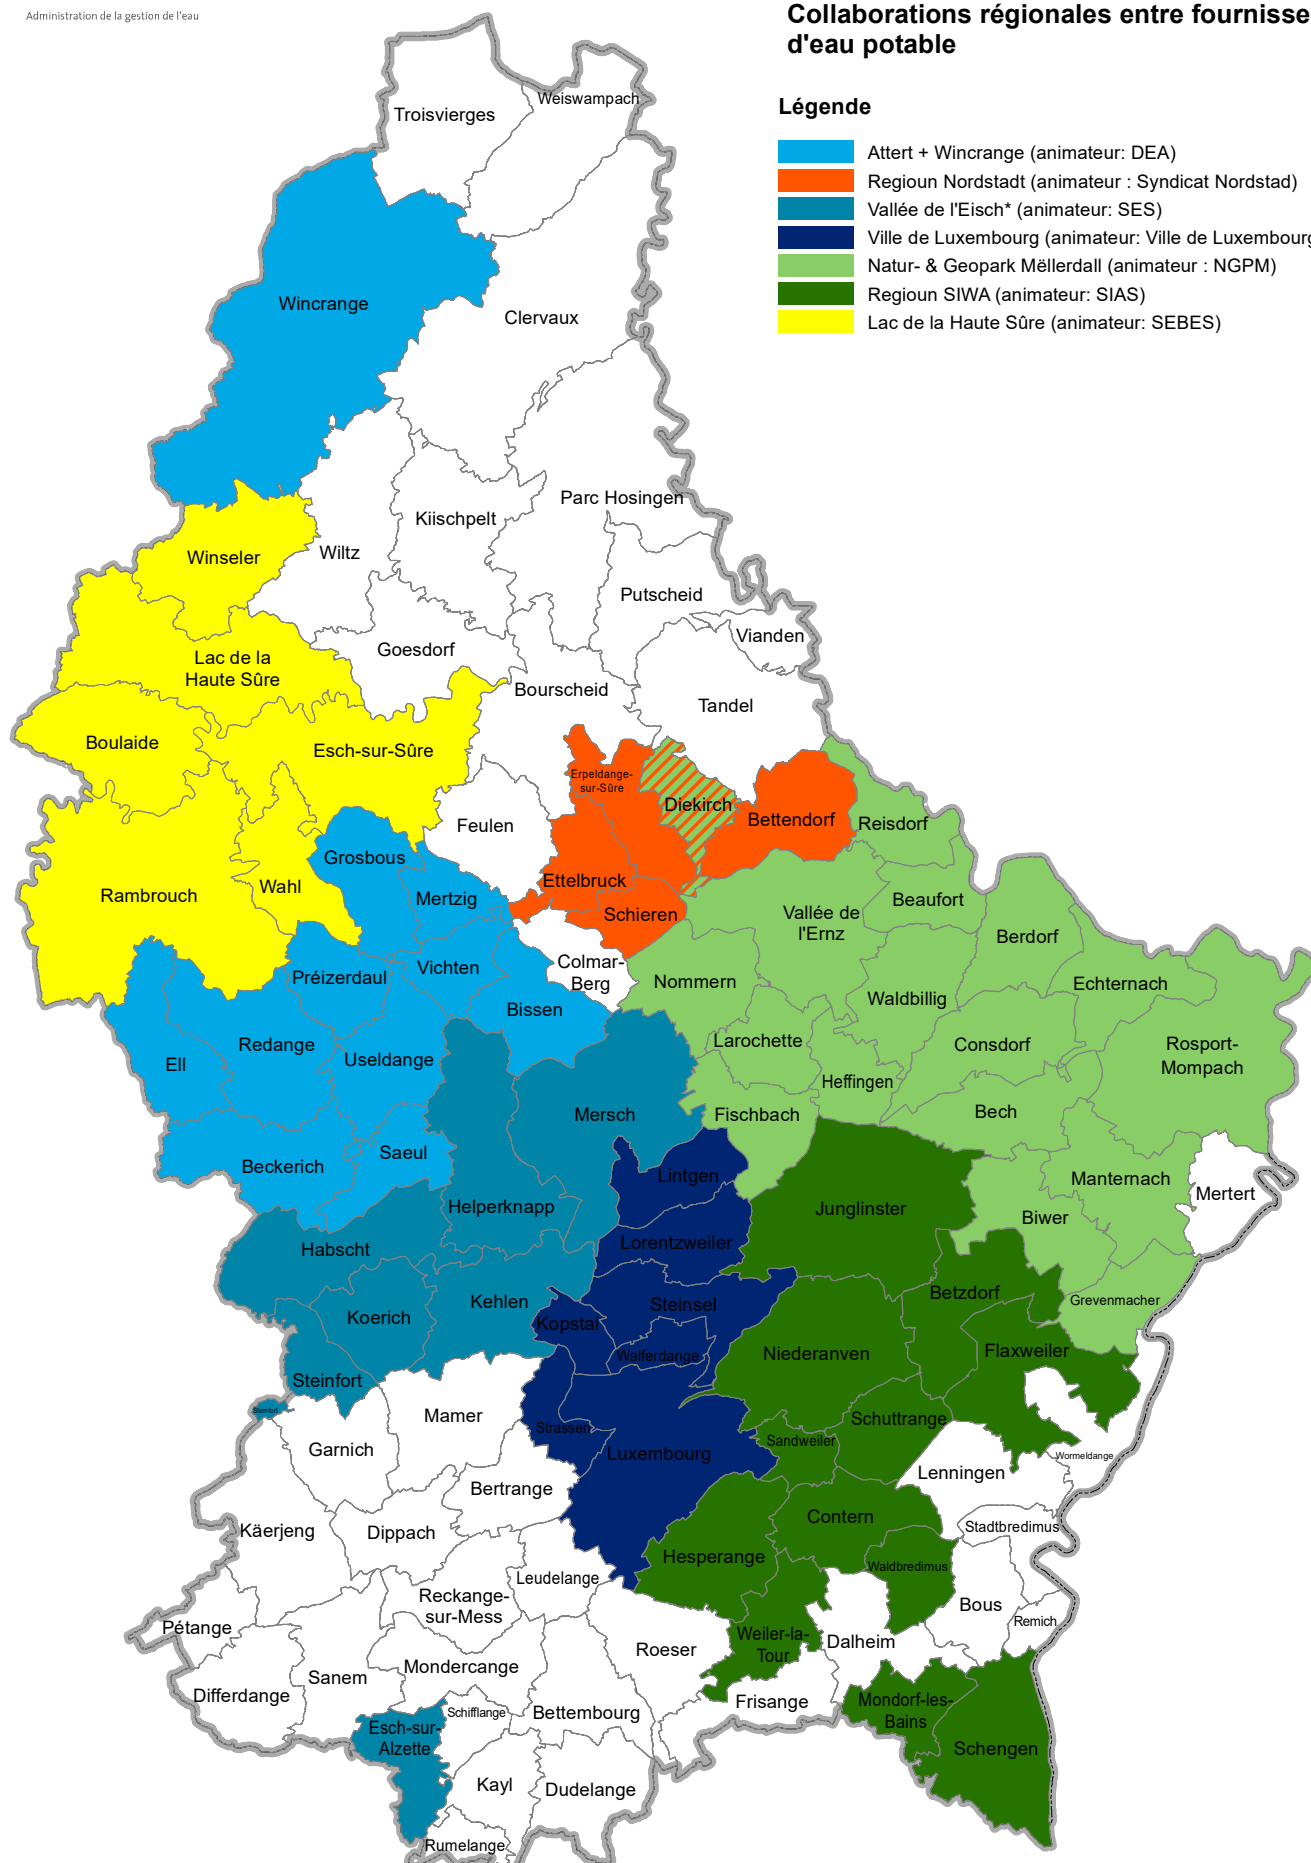 Administration de la gestion de l'eau
Collaborations régionales entre fournisse
d'eau potable
Légende
Attert + Wincrange (animateur: DEA)
Regioun Nordstadt (animateur : Syndicat Nordstad)
Vallée de l'Eisch* (animateur: SES)
Ville de Luxembourg (animateur: Ville de Luxembourg
Natur- & Geopark Mëllerdall (animateur : NGPM)
Regioun SIWA (animateur: SIAS)
Lac de la Haute Sûre (animateur: SEBES)
Weiswampach
Troisvierges
Wincrange
Clervaux
Parc Hosingen
Kiischpelt
Wiltz
Winseler
Putscheid
Vianden
Goesdorf
Lac de la
Haute Sûre
Bourscheid
Tandel
Boulaide
Esch-sur-Sûre
Erpeldange-
sur-Sûre
Diekirch
Bettendorf
Reisdorf
Feulen
Grosbous
Ettelbruck
Wahl
Rambrouch
Mertzig
Beaufort
Schieren
Vallée de
l'Ernz
Berdorf
Colmar-
Berg
Vichten
Préizerdaul
Nommern
Echternach
Waldbillig
Bissen
Larochette
Consdorf
Redange
Useldange
Rosport-
Mompach
Ell
Heffingen
Mersch
Fischbach
Bech
Saeul
Beckerich
Lintgen
Manternach
Mertert
Helperknapp
Junglinster
Biwer
Lorentzweiler
Habscht
Betzdorf
Grevenmacher
Kehlen
Steinsel
Koerich
Kopstal
Walferdange
Niederanven
Flaxweiler
Steinfort
Steinfort
Mamer
Schuttrange
Strassen
Sandweiler
Garnich
Luxembourg
Wormeldange
Lenningen
Bertrange
Contern
Stadtbredimus
Käerjeng
Dippach
Hesperange
Waldbredimus
Leudelange
Reckange-
sur-Mess
Bous
Remich
Pétange
Weiler-la-
Tour
Dalheim
Roeser
Mondercange
Sanem
Differdange
Frisange
Mondorf-les-
Bains
Schifflange
Bettembourg
Esch-sur-
Alzette
Schengen
Kayl
Dudelange
Rumelange